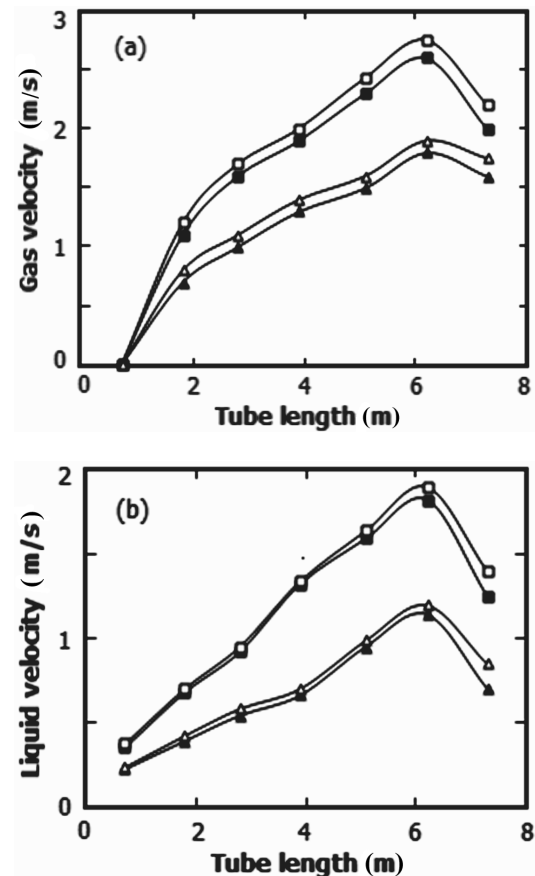 (a)
Gas velocity (m/s)
3
2
1
0
0 2 4 6 8
Tube length (m)
(b)
Liquid velocity (m/s)
2
1
0
0 2 4 6 8
Tube length (m)